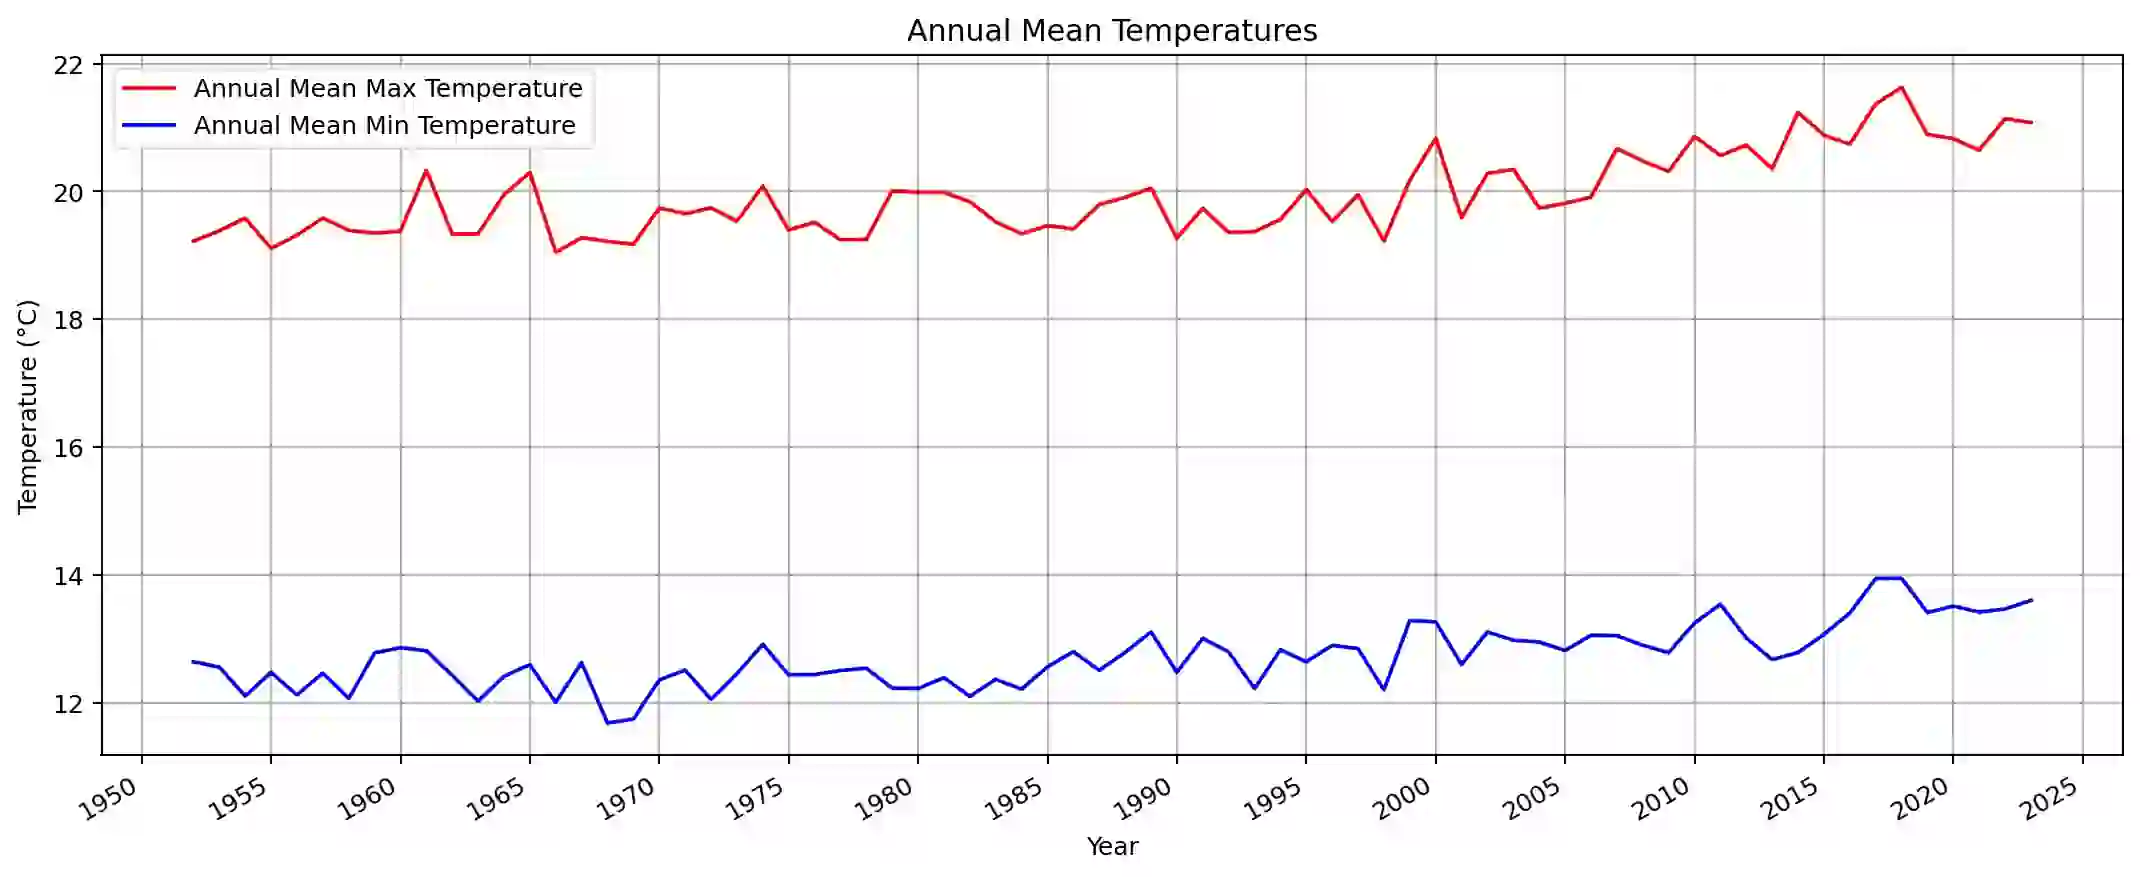 Annual Mean Temperatures
22
Annual Mean Max Temperature
Annual Mean Min Temperature
20
18
16
14
12
Temperature (°C)
1950 1955 1960 1965 1970 1975 1980 1985 1990 1995 2000 2005 2010 2015 2020 2025
Year